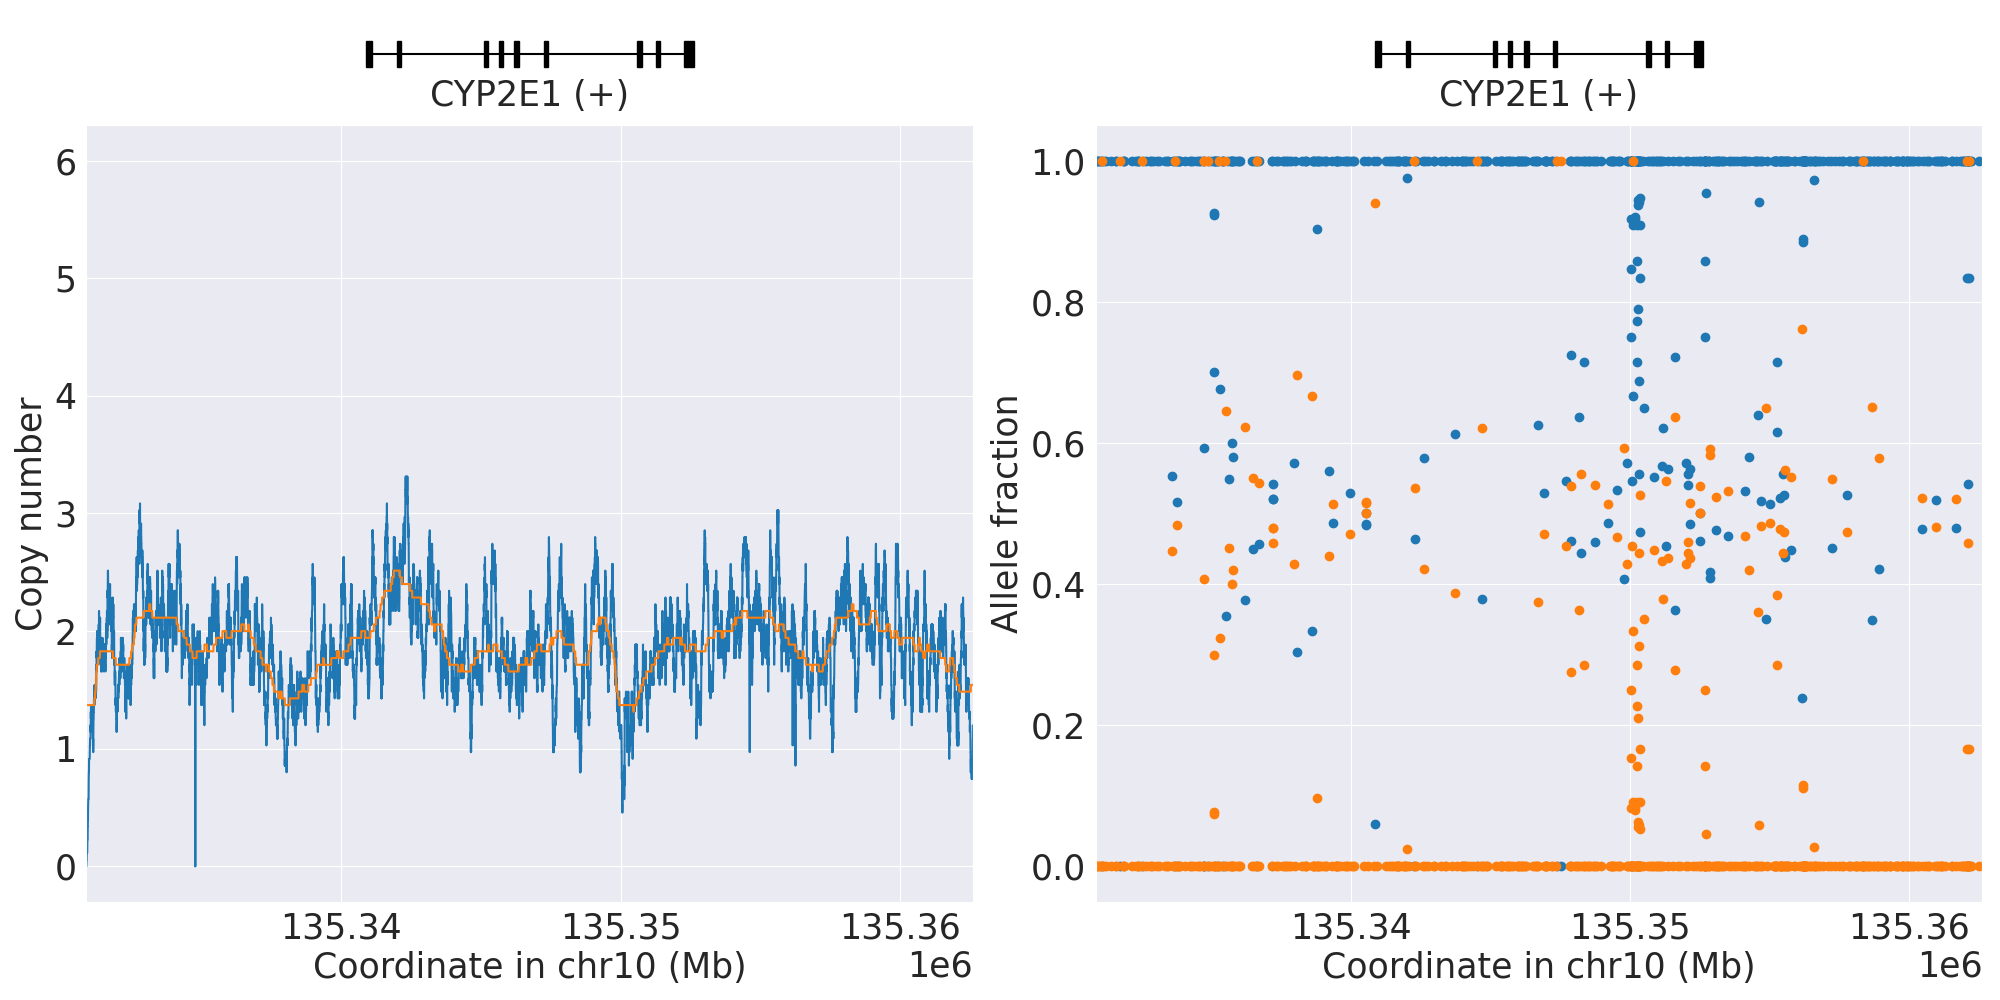 CYP2E1 (+)
6
5
4
3
2
1
0
Copy number
135.34
135.35
135.36
Coordinate in chr10 (Mb)
1e6
CYP2E1 (+)
1.0
0.8
0.6
0.4
0.2
0.0
Allele fraction
135.34
135.35
135.36
Coordinate in chr10 (Mb)
1e6